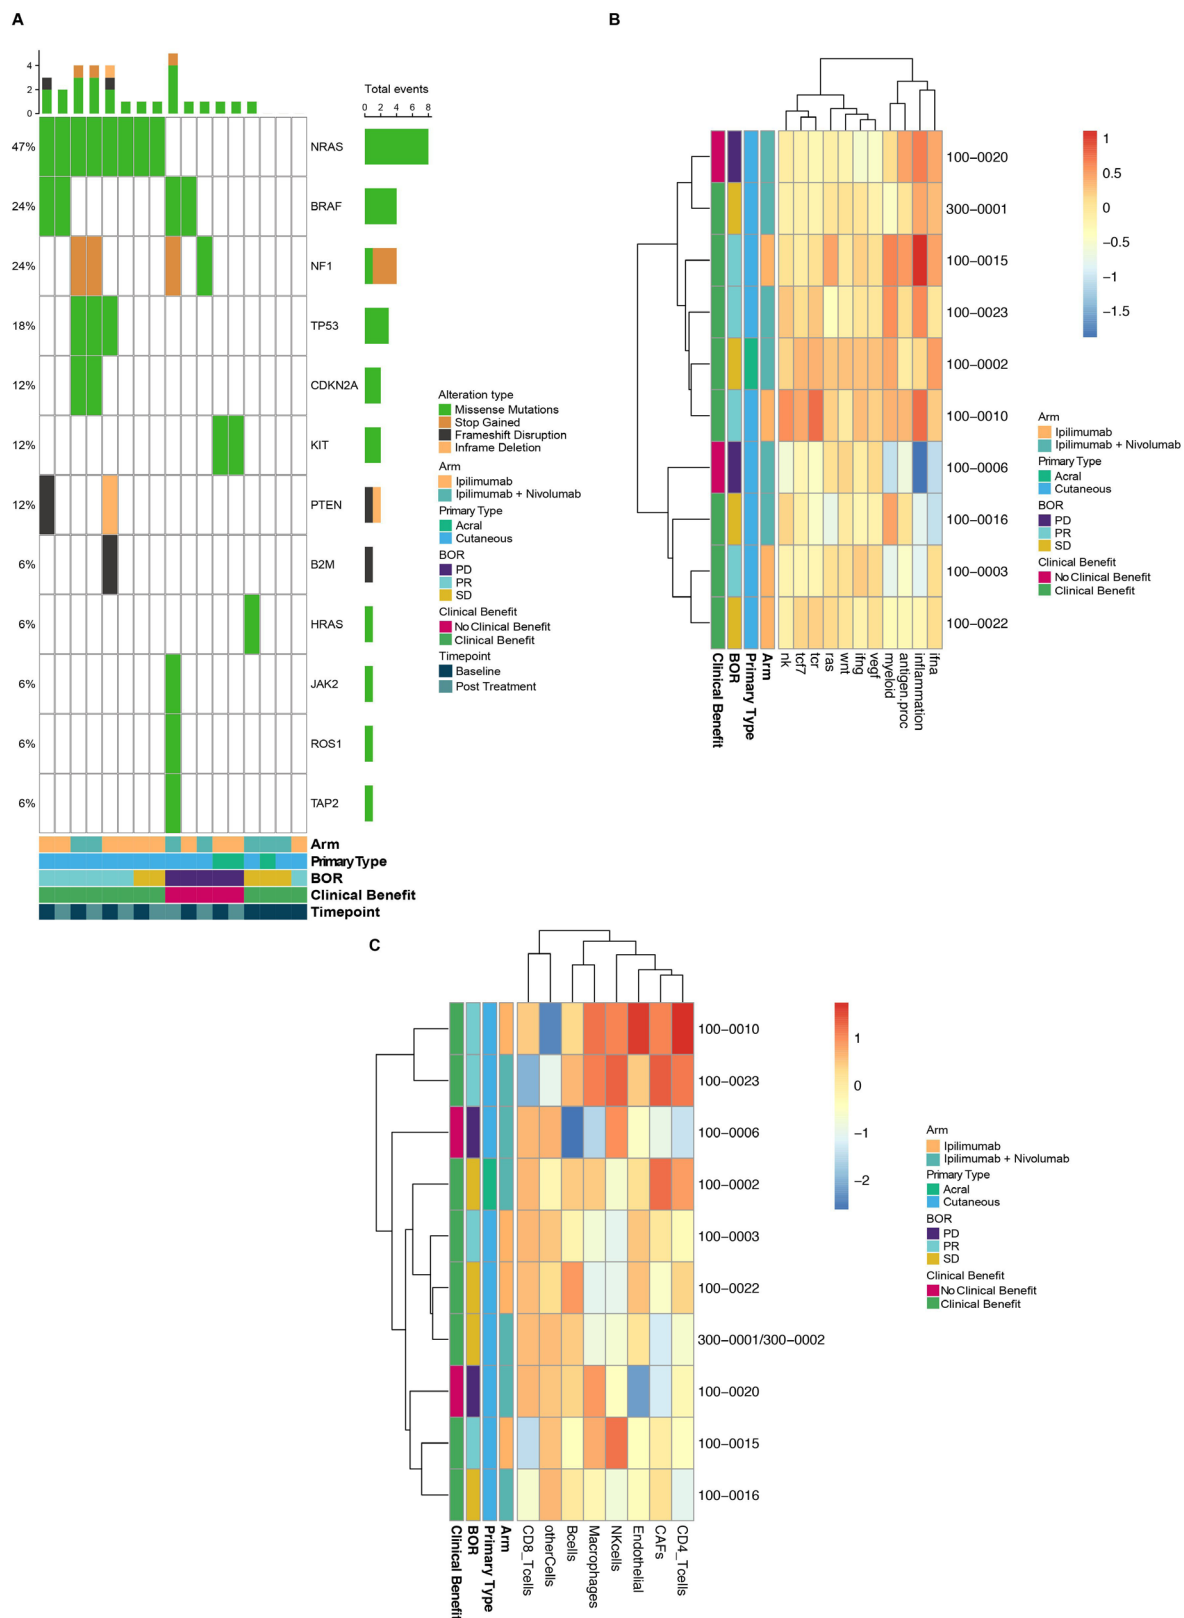 A
4
2
0
Total events
0 2 4 6 8
47% NRAS
24% BRAF
24% NF1
18% TP53
12% CDKN2A
12% KIT
12% PTEN
6% B2M
6% HRAS
6% JAK2
6% ROS1
6% TAP2
Arm
Primary Type
BOR
Clinical Benefit
Timepoint
Alteration type
Missense Mutations
Stop Gained
Frameshift Disruption
Inframe Deletion
Arm
Ipilimumab
Ipilimumab + Nivolumab
Primary Type
Acral
Cutaneous
BOR
PD
PR
SD
Clinical Benefit
No Clinical Benefit
Clinical Benefit
Timepoint
Baseline
Post Treatment
B
100-0020
300-0001
100-0015
100-0023
100-0002
100-0010
100-0006
100-0016
100-0003
100-0022
Clinical Benefit
BOR
Primary Type
Arm
nk
tcf7
tcr
ras
wnt
ifng
vegf
myeloid
antigen.proc
inflammation
ifna
1
0.5
0
-0.5
-1
-1.5
Arm
Ipilimumab
Ipilimumab + Nivolumab
Primary Type
Acral
Cutaneous
BOR
PD
PR
SD
Clinical Benefit
No Clinical Benefit
Clinical Benefit
C
100-0010
100-0023
100-0006
100-0002
100-0003
100-0022
300-0001/300-0002
100-0020
100-0015
100-0016
Clinical Benefit
BOR
Primary Type
Arm
CD8_Tcells
otherCells
Bcells
Macrophages
NKcells
Endothelial
CAFs
CD4_Tcells
1
0
-1
-2
Arm
Ipilimumab
Ipilimumab + Nivolumab
Primary Type
Acral
Cutaneous
BOR
PD
PR
SD
Clinical Benefit
No Clinical Benefit
Clinical Benefit